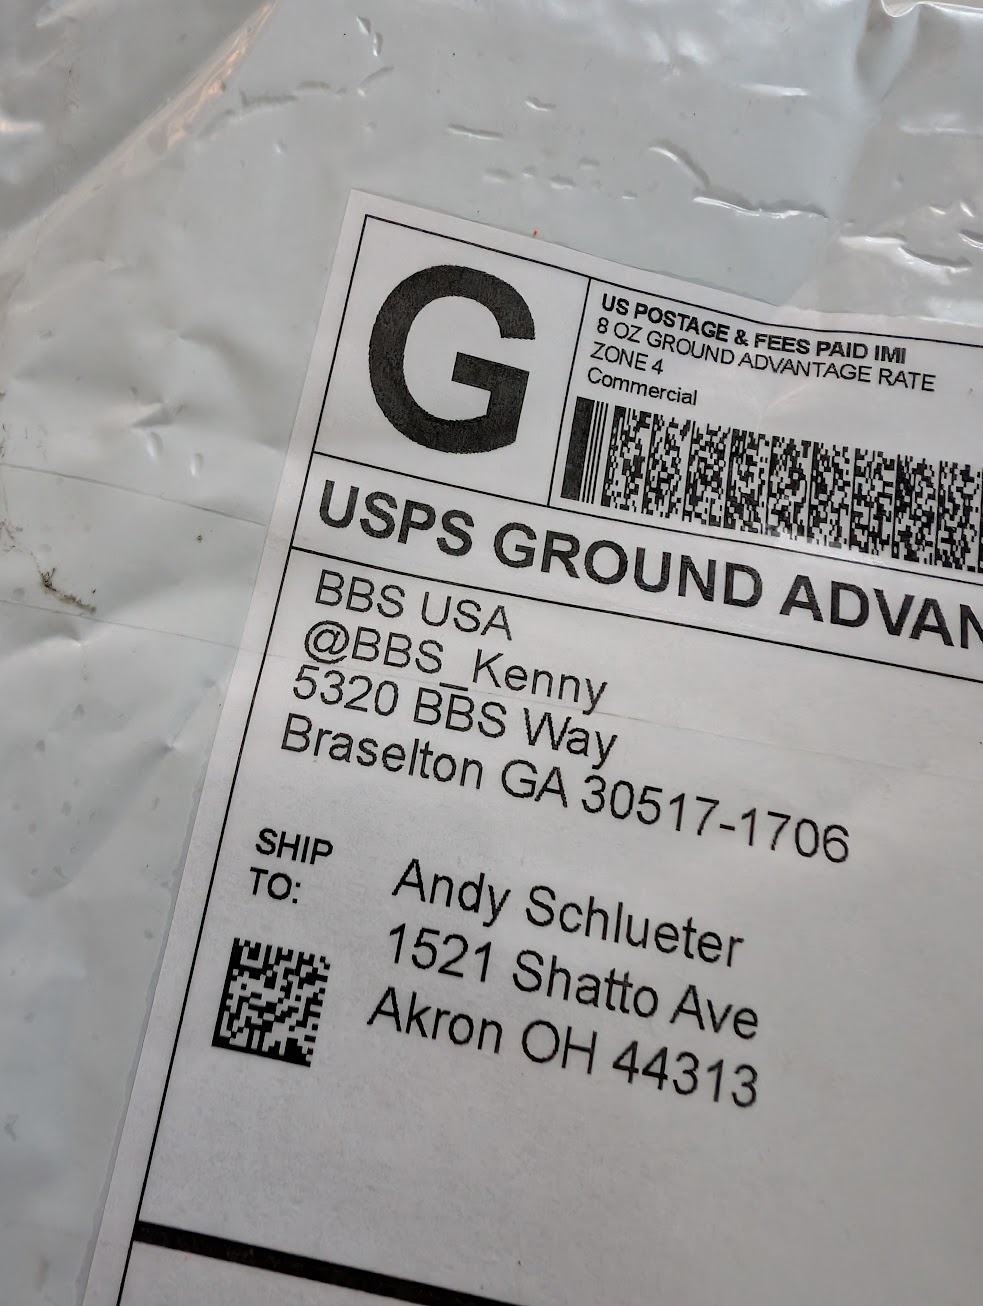 G
US POSTAGE & FEES PAID IMI
8 OZ GROUND ADVANTAGE RATE
ZONE 4
Commercial
USPS GROUND ADVAN
BBS USA
@BBS_Kenny
5320 BBS Way
Braselton GA 30517-1706
SHIP
TO:
Andy Schlueter
1521 Shatto Ave
Akron OH 44313